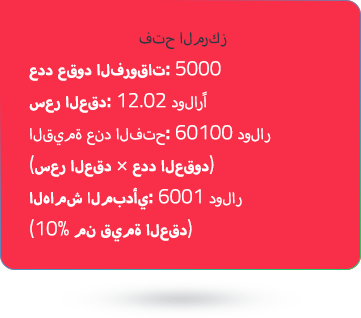 فتح المركز
عدد عقود الفروقات: 5000
سعر العقد: 12.02 دولاراً
القيمة عند الفتح: 60100 دولار
(سعر العقد × عدد العقود)
الهامش المبدأي: 6001 دولار
(10% من قيمة العقد)